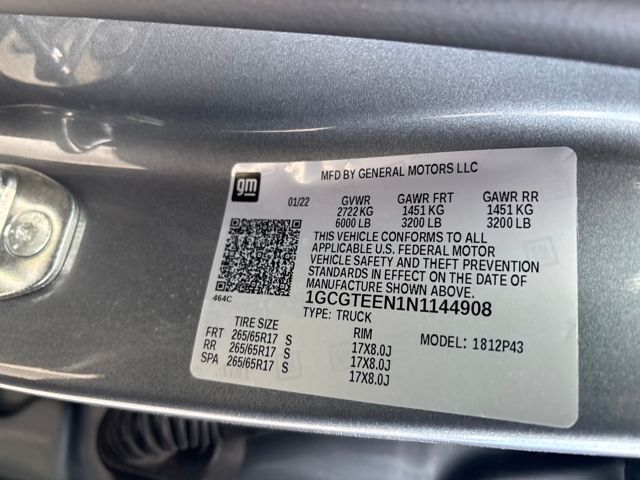 MFD BY GENERAL MOTORS LLC
gm
01/22 GVWR GAWR FRT GAWR RR
2722 KG 1451 KG 1451 KG
6000 LB 3200 LB 3200 LB
THIS VEHICLE CONFORMS TO ALL
APPLICABLE U.S. FEDERAL MOTOR
VEHICLE SAFETY AND THEFT PREVENTION
STANDARDS IN EFFECT ON THE DATE OF
MANUFACTURE SHOWN ABOVE.
464C
1GCGTEEN1N1144908
TYPE: TRUCK
TIRE SIZE RIM MODEL: 1812P43
FRT 265/65R17 S 17X8.0J
RR 265/65R17 S 17X8.0J
SPA 265/65R17 S 17X8.0J